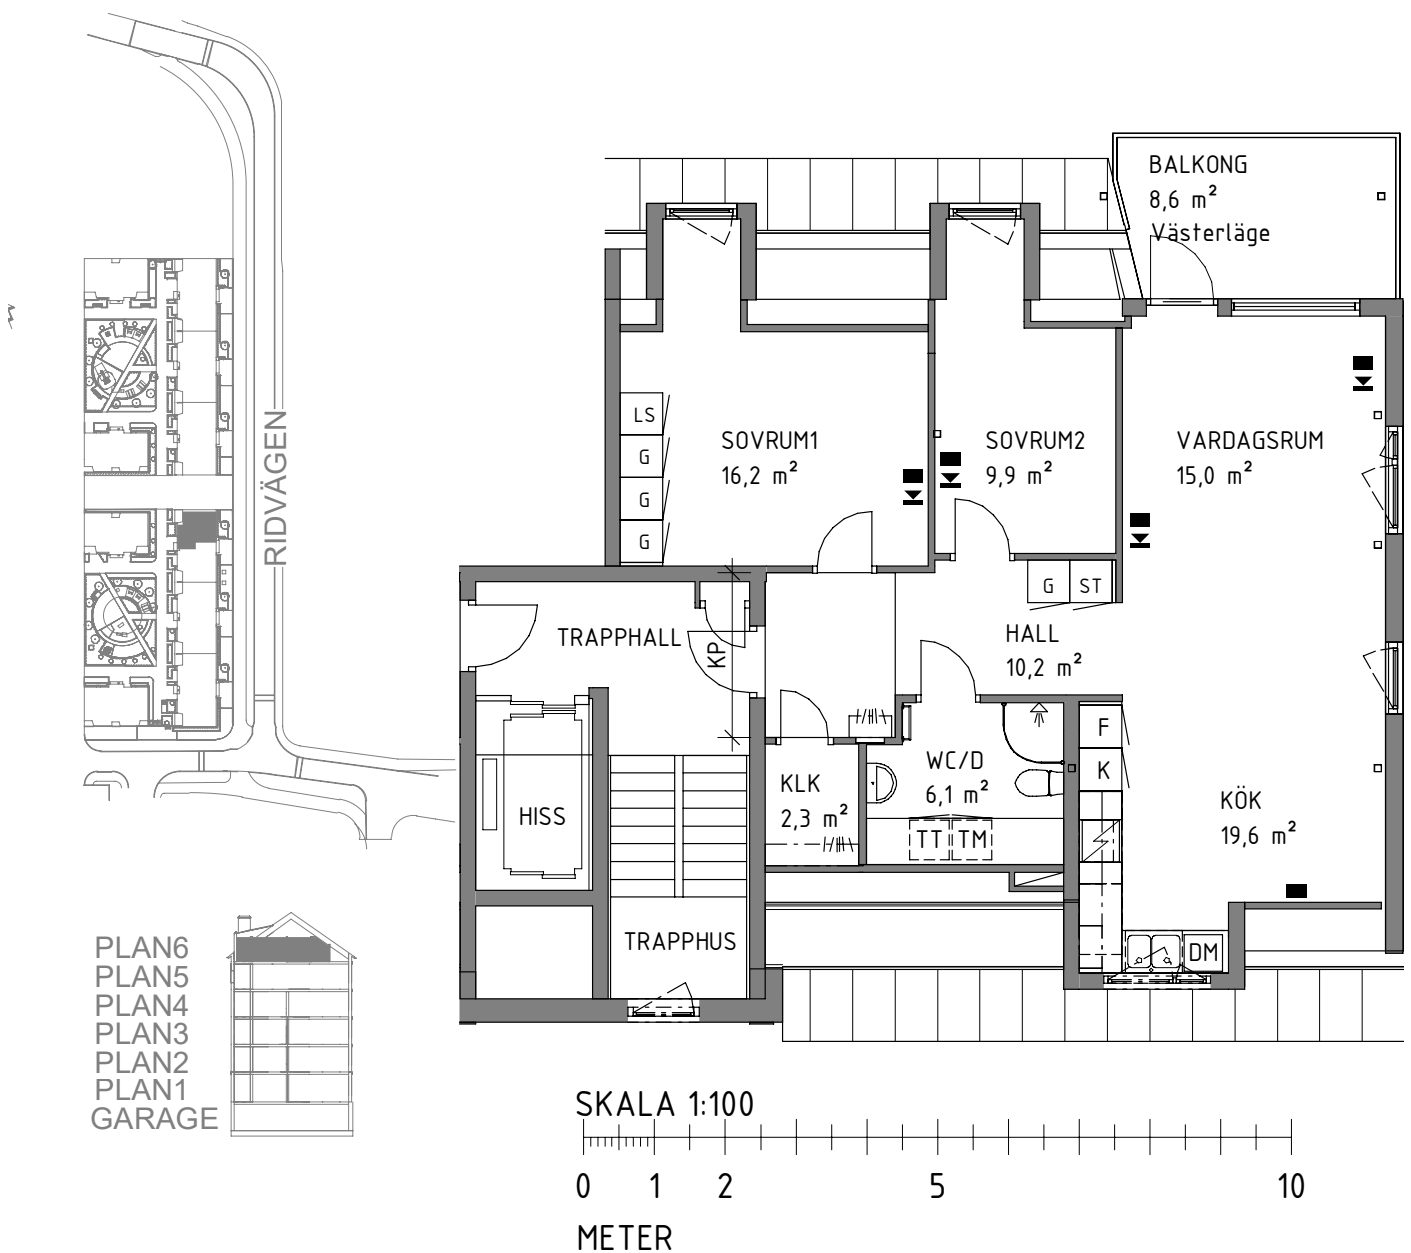 BALKONG
8,6 m²
Västerläge
RIDVÄGEN
LS
G
G
G
SOVRUM1
16,2 m²
SOVRUM2
9,9 m²
VARDAGSRUM
15,0 m²
G
ST
TRAPPHALL
KP
HALL
10,2 m²
F
K
WC/D
6,1 m²
TT
TM
KLK
2,3 m²
HISS
KÖK
19,6 m²
TRAPPHUS
DM
PLAN6
PLAN5
PLAN4
PLAN3
PLAN2
PLAN1
GARAGE
SKALA 1:100
0 1 2 5 10
METER